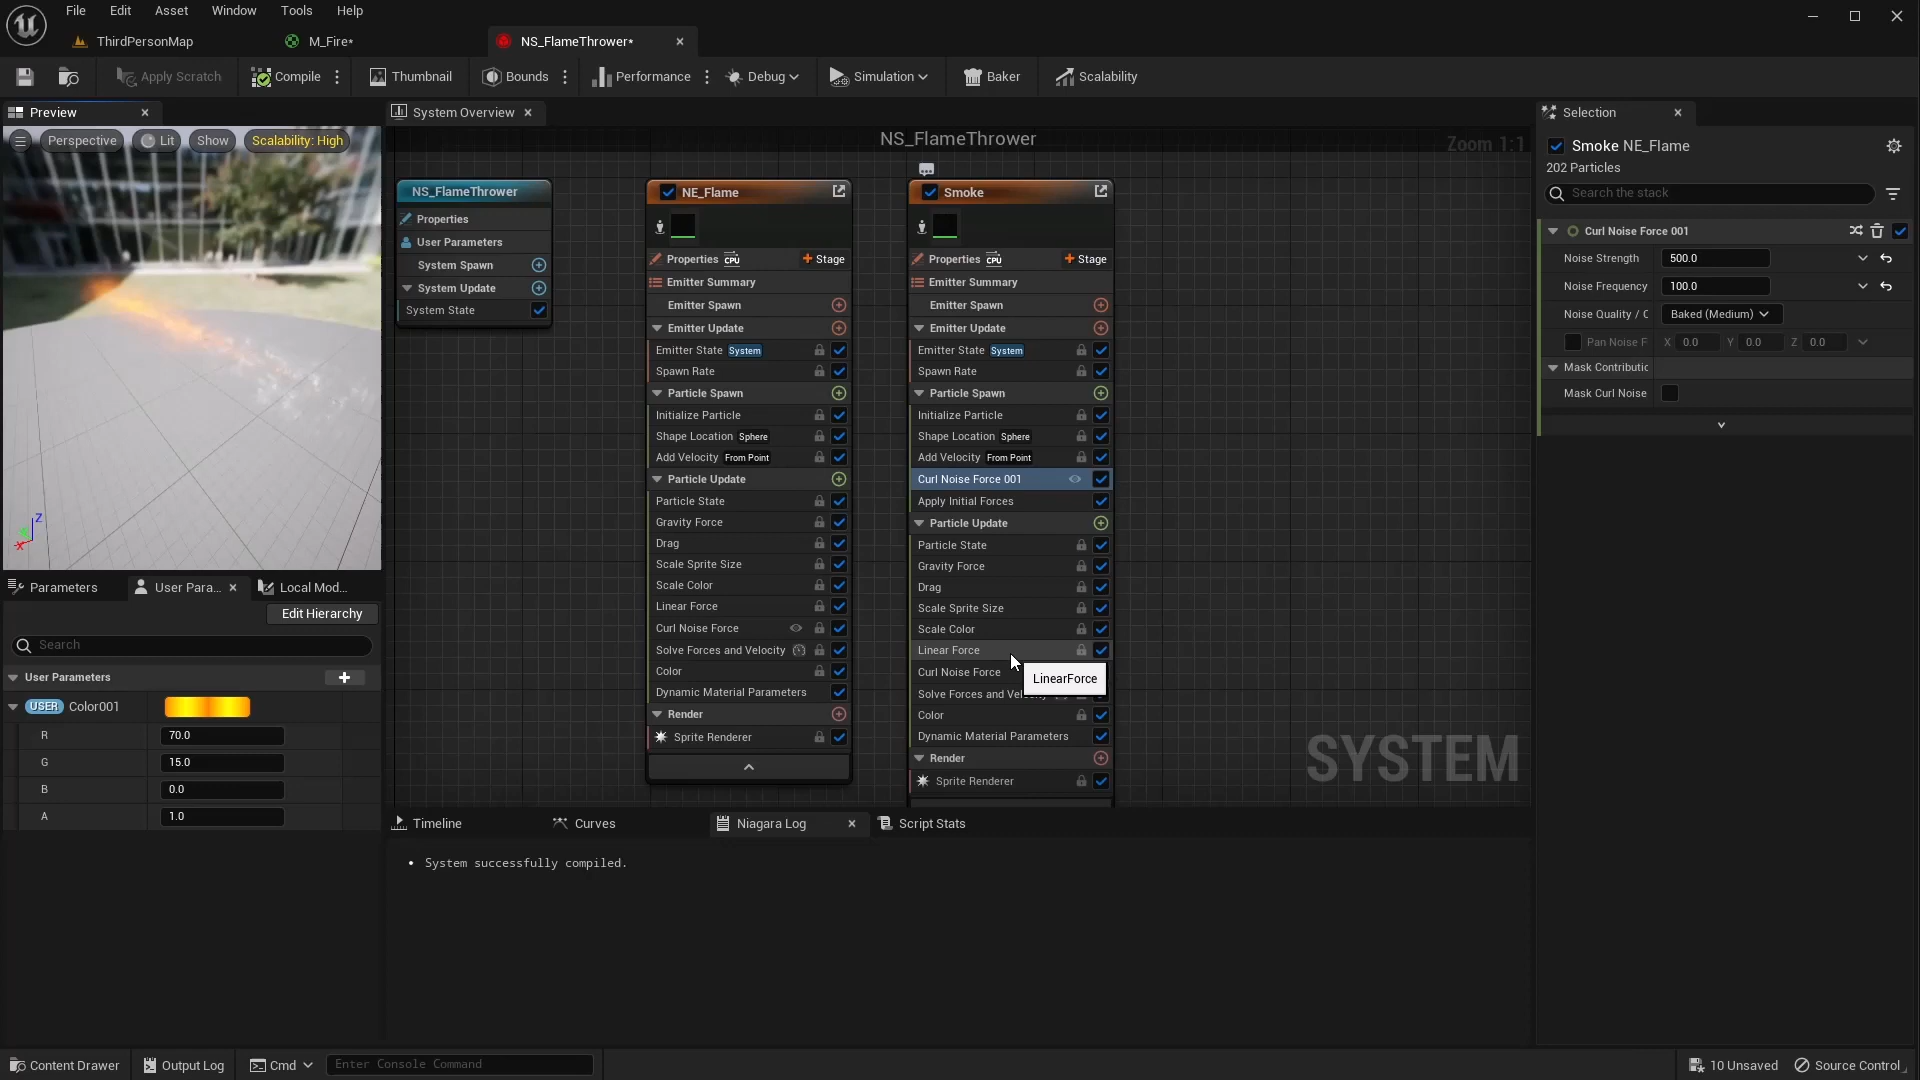 File Edit Asset Window Tools Help
ThirdPersonMap
M_Fire*
NS_FlameThrower*
Apply Scratch
Compile
Thumbnail
Bounds
Performance
Debug
Simulation
Baker
Scalability
Preview
Perspective
Lit
Show
Scalability: High
Z
X
Parameters
User Para...
Local Mod...
Edit Hierarchy
Search
User Parameters
USER Color001
R 70.0
G 15.0
B 0.0
A 1.0
System Overview
NS_FlameThrower
Zoom 1:1
NS_FlameThrower
Properties
User Parameters
System Spawn
System Update
System State
NE_Flame
Properties CPU Stage
Emitter Summary
Emitter Spawn
Emitter Update
Emitter State System
Spawn Rate
Particle Spawn
Initialize Particle
Shape Location Sphere
Add Velocity From Point
Particle Update
Particle State
Gravity Force
Drag
Scale Sprite Size
Scale Color
Linear Force
Curl Noise Force
Solve Forces and Velocity
Color
Dynamic Material Parameters
Render
Sprite Renderer
Smoke
Properties CPU Stage
Emitter Summary
Emitter Spawn
Emitter Update
Emitter State System
Spawn Rate
Particle Spawn
Initialize Particle
Shape Location Sphere
Add Velocity From Point
Curl Noise Force 001
Apply Initial Forces
Particle Update
Particle State
Gravity Force
Drag
Scale Sprite Size
Scale Color
Linear Force
Curl Noise Force
LinearForce
Solve Forces and
Color
Dynamic Material Parameters
Render
Sprite Renderer
SYSTEM
Timeline
Curves
Niagara Log
Script Stats
• System successfully compiled.
Selection
Smoke NE_Flame
202 Particles
Search the stack
Curl Noise Force 001
Noise Strength 500.0
Noise Frequency 100.0
Noise Quality / C Baked (Medium)
Pan Noise F X 0.0 Y 0.0 Z 0.0
Mask Contributic
Mask Curl Noise
Content Drawer
Output Log
Cmd
Enter Console Command
10 Unsaved
Source Control